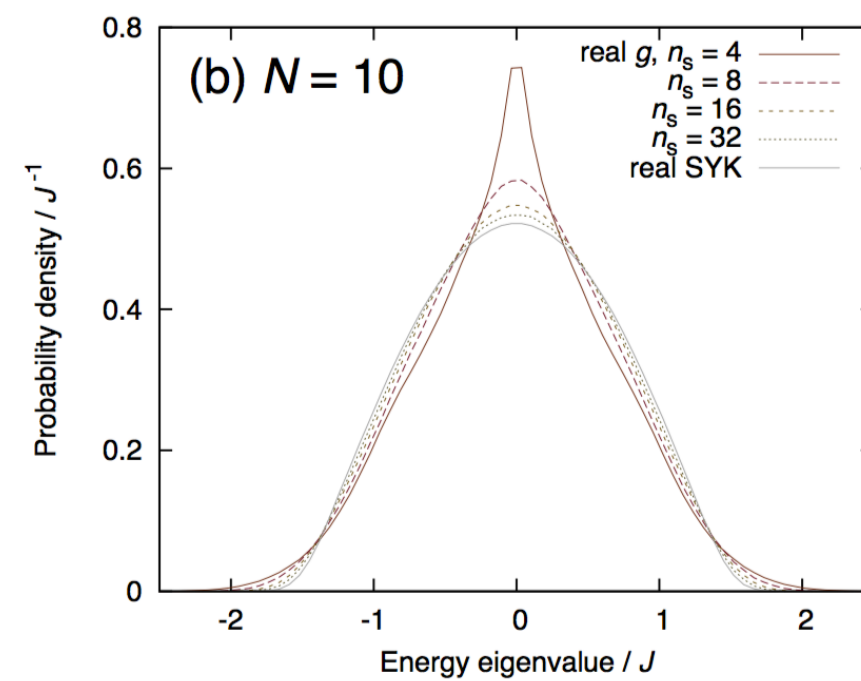 (b) N = 10
real g, nₛ = 4
nₛ = 8
nₛ = 16
nₛ = 32
real SYK
Probability density / J⁻¹
0.8
0.6
0.4
0.2
0
-2 -1 0 1 2
Energy eigenvalue / J